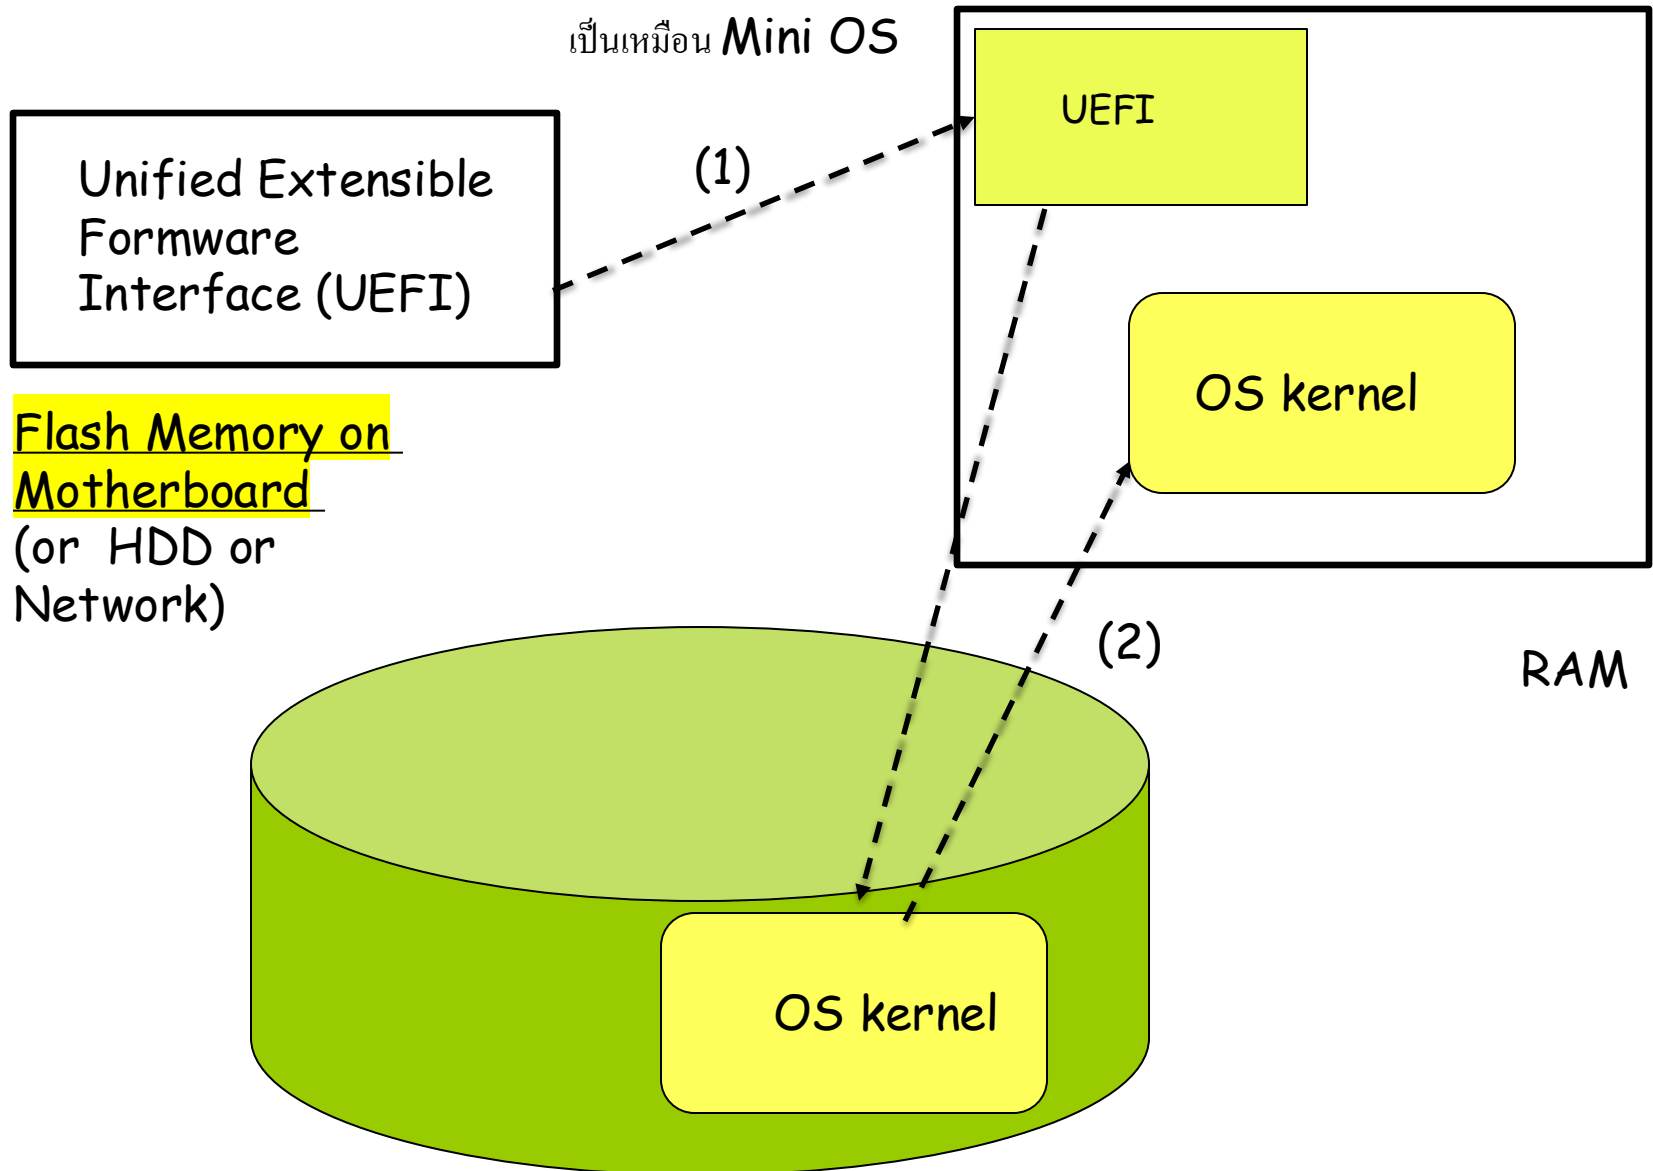 เป็นเหมือน Mini OS
UEFI
Unified Extensible
Formware
Interface (UEFI)
(1)
OS kernel
Flash Memory on
Motherboard
(or HDD or
Network)
(2)
RAM
OS kernel